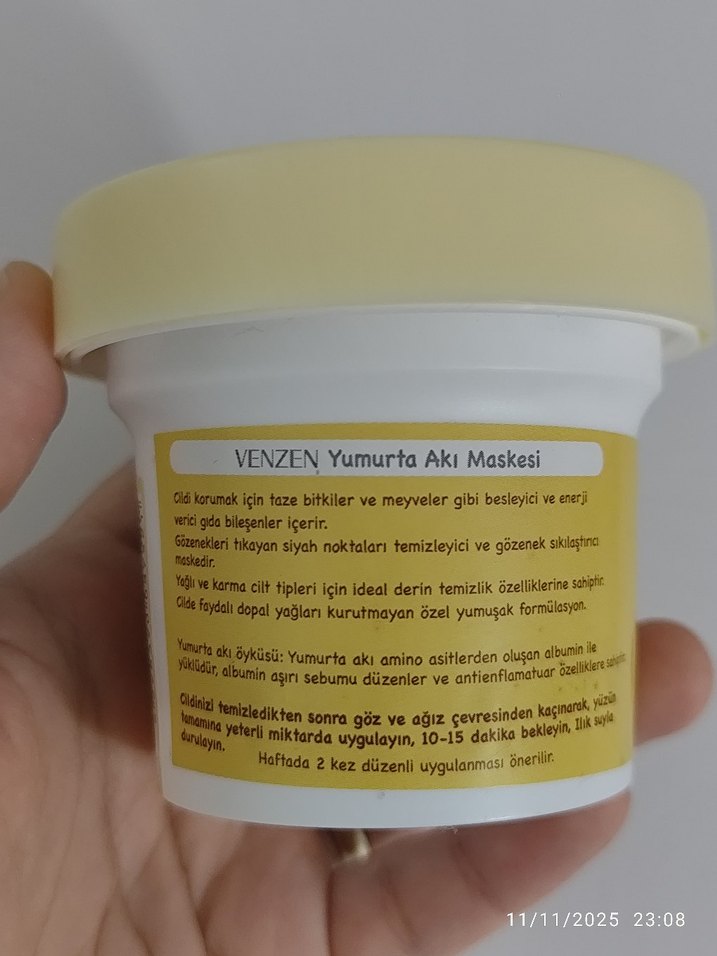 VENZEN Yumurta Akı Maskesi
Cildi korumak için taze bitkiler ve meyveler gibi besleyici ve enerji
verici gıda bileşenler içerir.
Gözenekleri tıkayan siyah noktaları temizleyici ve gözenek sıkılaştırıcı
maskedir.
Yağlı ve karma cilt tipleri için ideal derin temizlik özelliklerine sahiptir.
Cilde faydalı dopal yağları kurutmayan özel yumuşak formülasyon.
Yumurta akı öyküsü: Yumurta akı amino asitlerden oluşan albumin ile
yüklüdür, albumin aşırı sebumu düzenler ve antienflamatuar özelliklere sahiptir.
Cildinizi temizledikten sonra göz ve ağız çevresinden kaçınarak, yüzün
tamamına yeterli miktarda uygulayın, 10-15 dakika bekleyin, Ilık suyla
durulayın.
Haftada 2 kez düzenli uygulanması önerilir.
11/11/2025 23:08